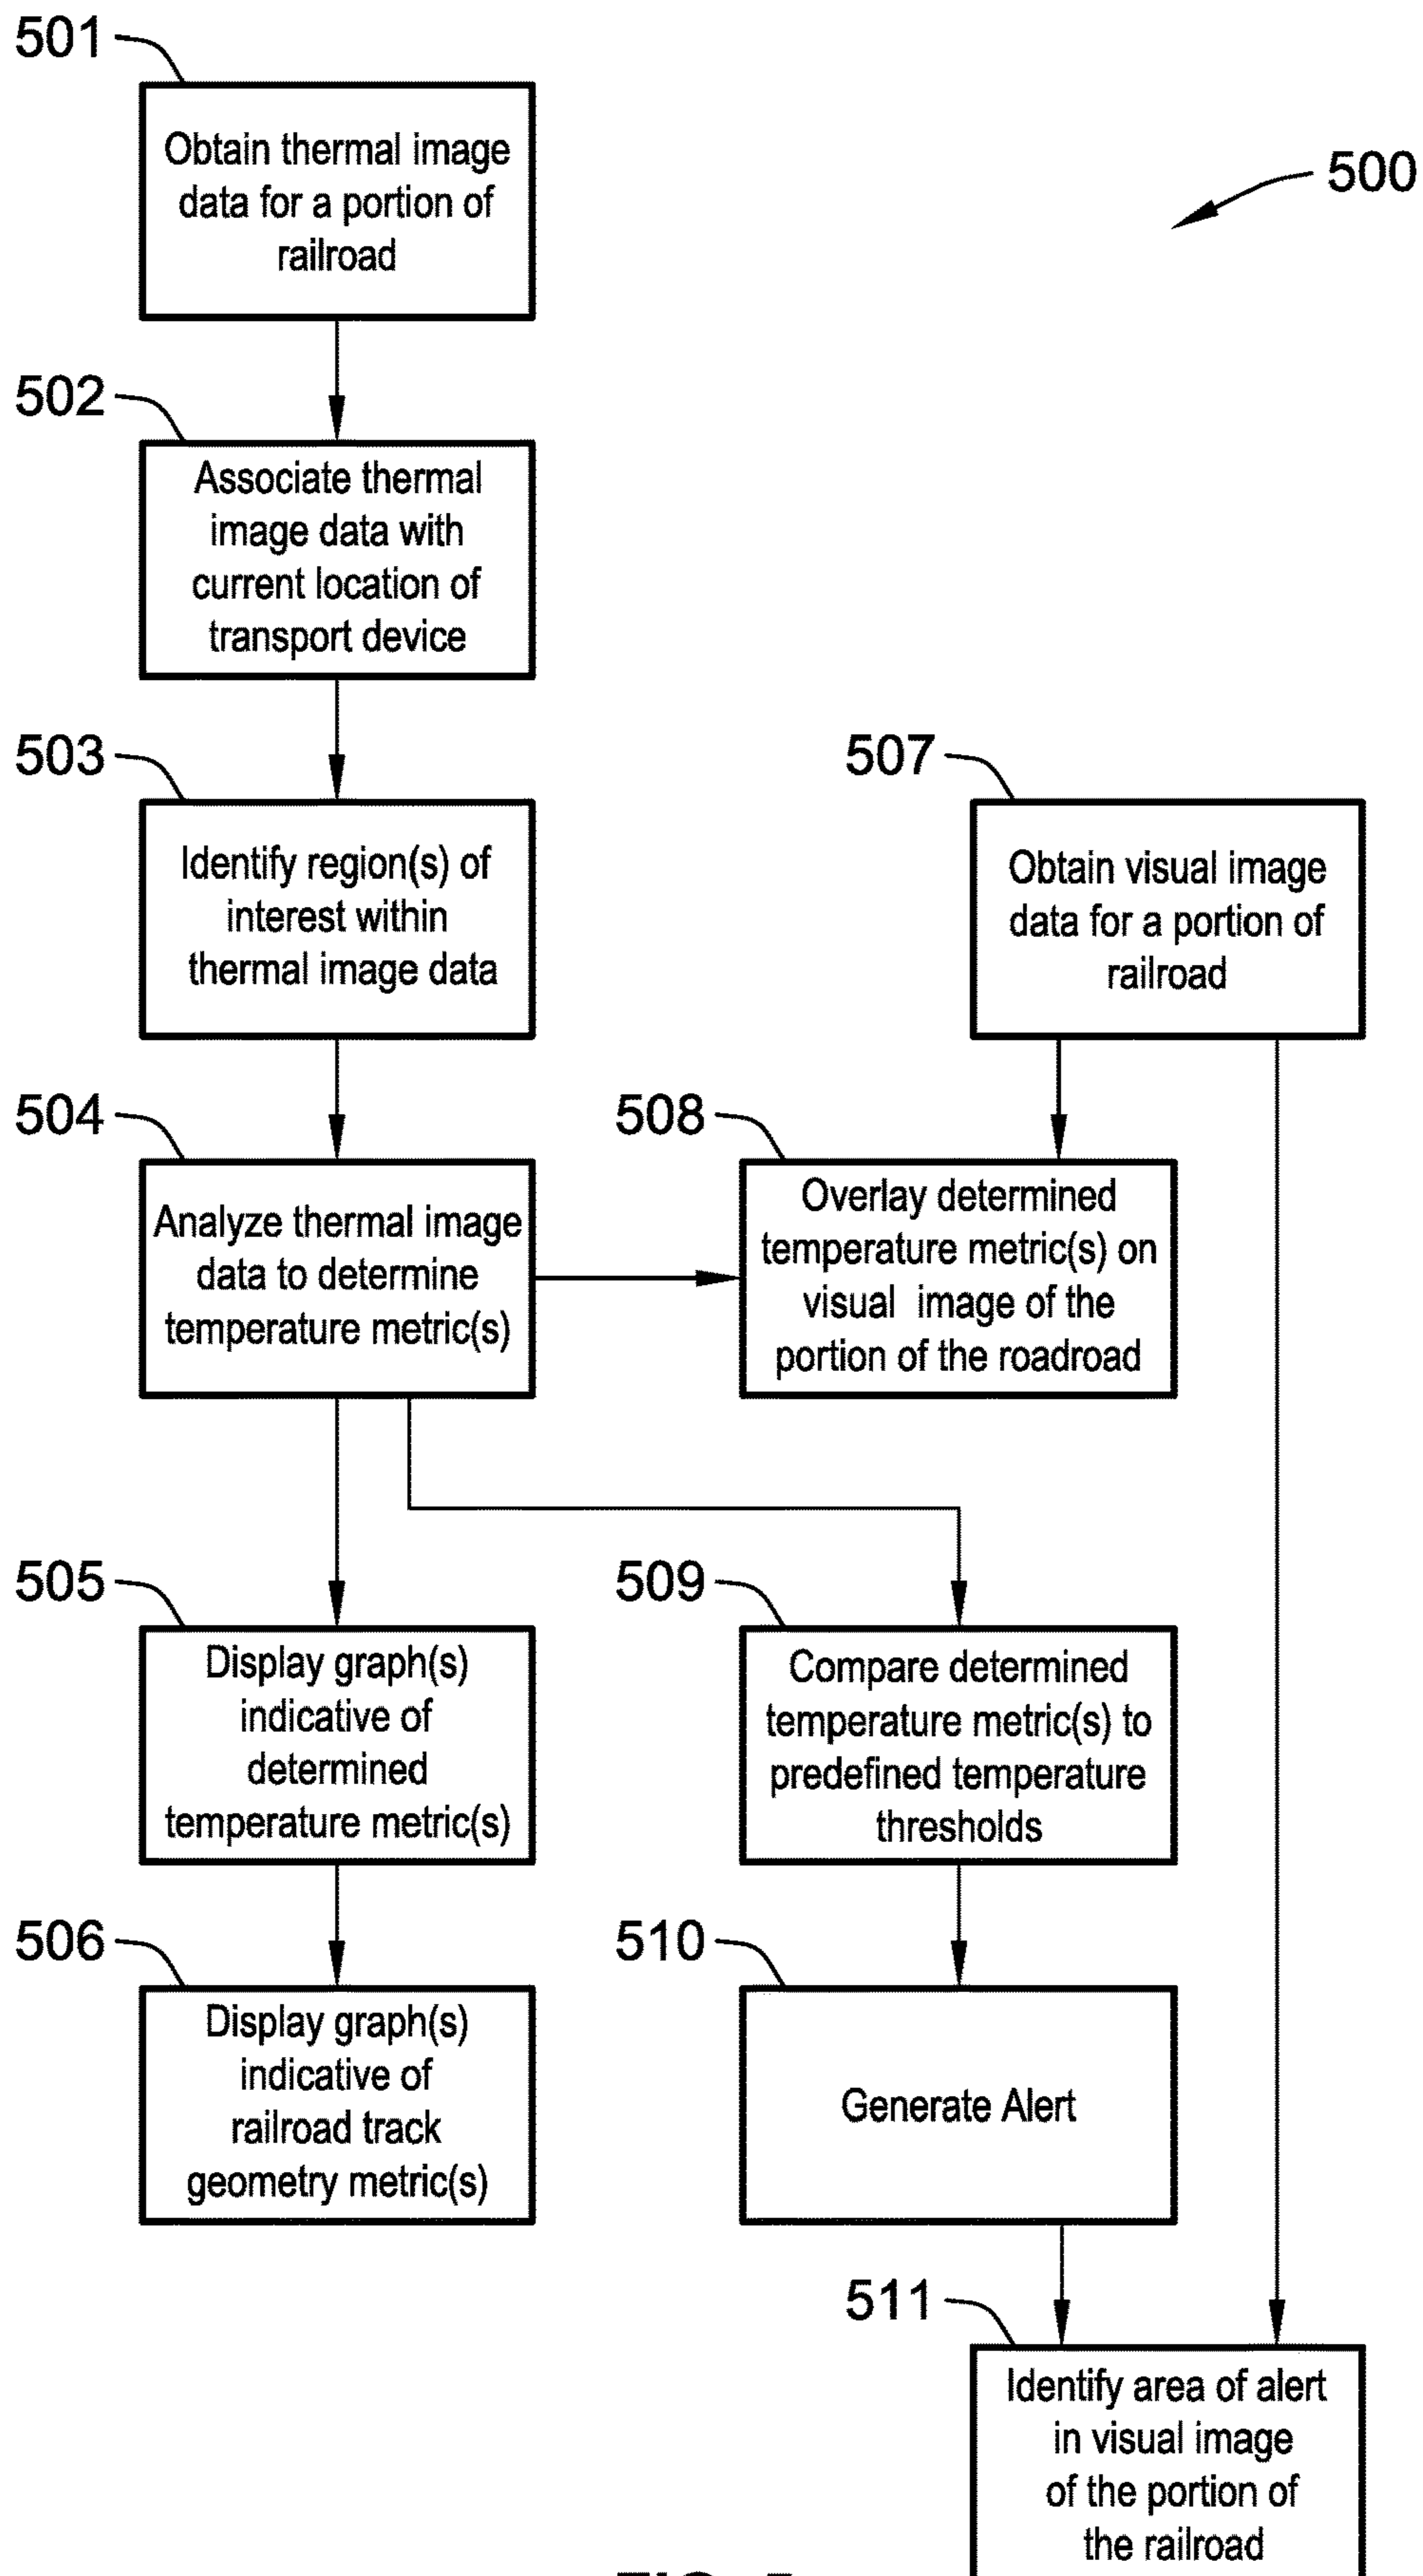 501
Obtain thermal image
data for a portion of
railroad
500
502
Associate thermal
image data with
current location of
transport device
503
Identify region(s) of
interest within
thermal image data
507
Obtain visual image
data for a portion of
railroad
504
Analyze thermal image
data to determine
temperature metric(s)
508
Overlay determined
temperature metric(s) on
visual image of the
portion of the roadroad
505
Display graph(s)
indicative of
determined
temperature metric(s)
509
Compare determined
temperature metric(s) to
predefined temperature
thresholds
506
Display graph(s)
indicative of
railroad track
geometry metric(s)
510
Generate Alert
511
Identify area of alert
in visual image
of the portion of
the railroad